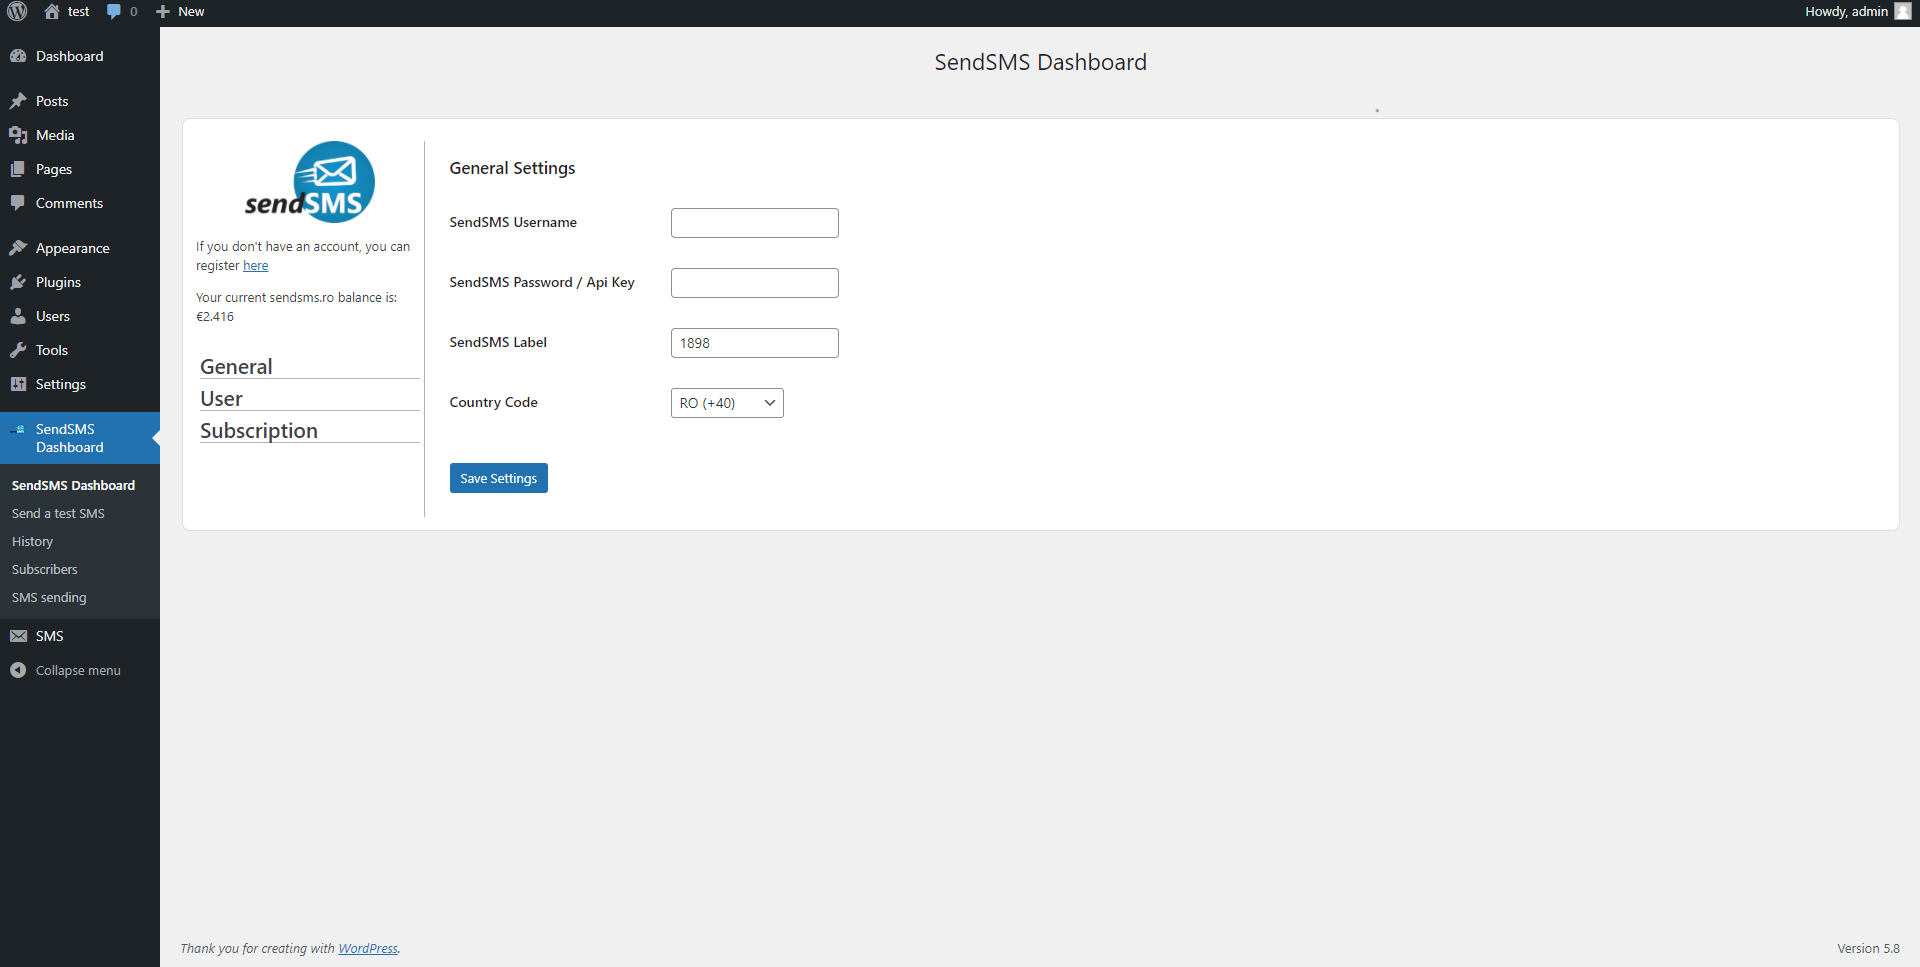 test
0
New
Howdy, admin
Dashboard
Posts
Media
Pages
Comments
Appearance
Plugins
Users
Tools
Settings
SendSMS
Dashboard
SendSMS Dashboard
Send a test SMS
History
Subscribers
SMS sending
SMS
Collapse menu
SendSMS Dashboard
sendSMS
If you don't have an account, you can
register here
Your current sendsms.ro balance is:
€2.416
General
User
Subscription
General Settings
SendSMS Username
SendSMS Password / Api Key
SendSMS Label
1898
Country Code
RO (+40)
Save Settings
Thank you for creating with WordPress.
Version 5.8